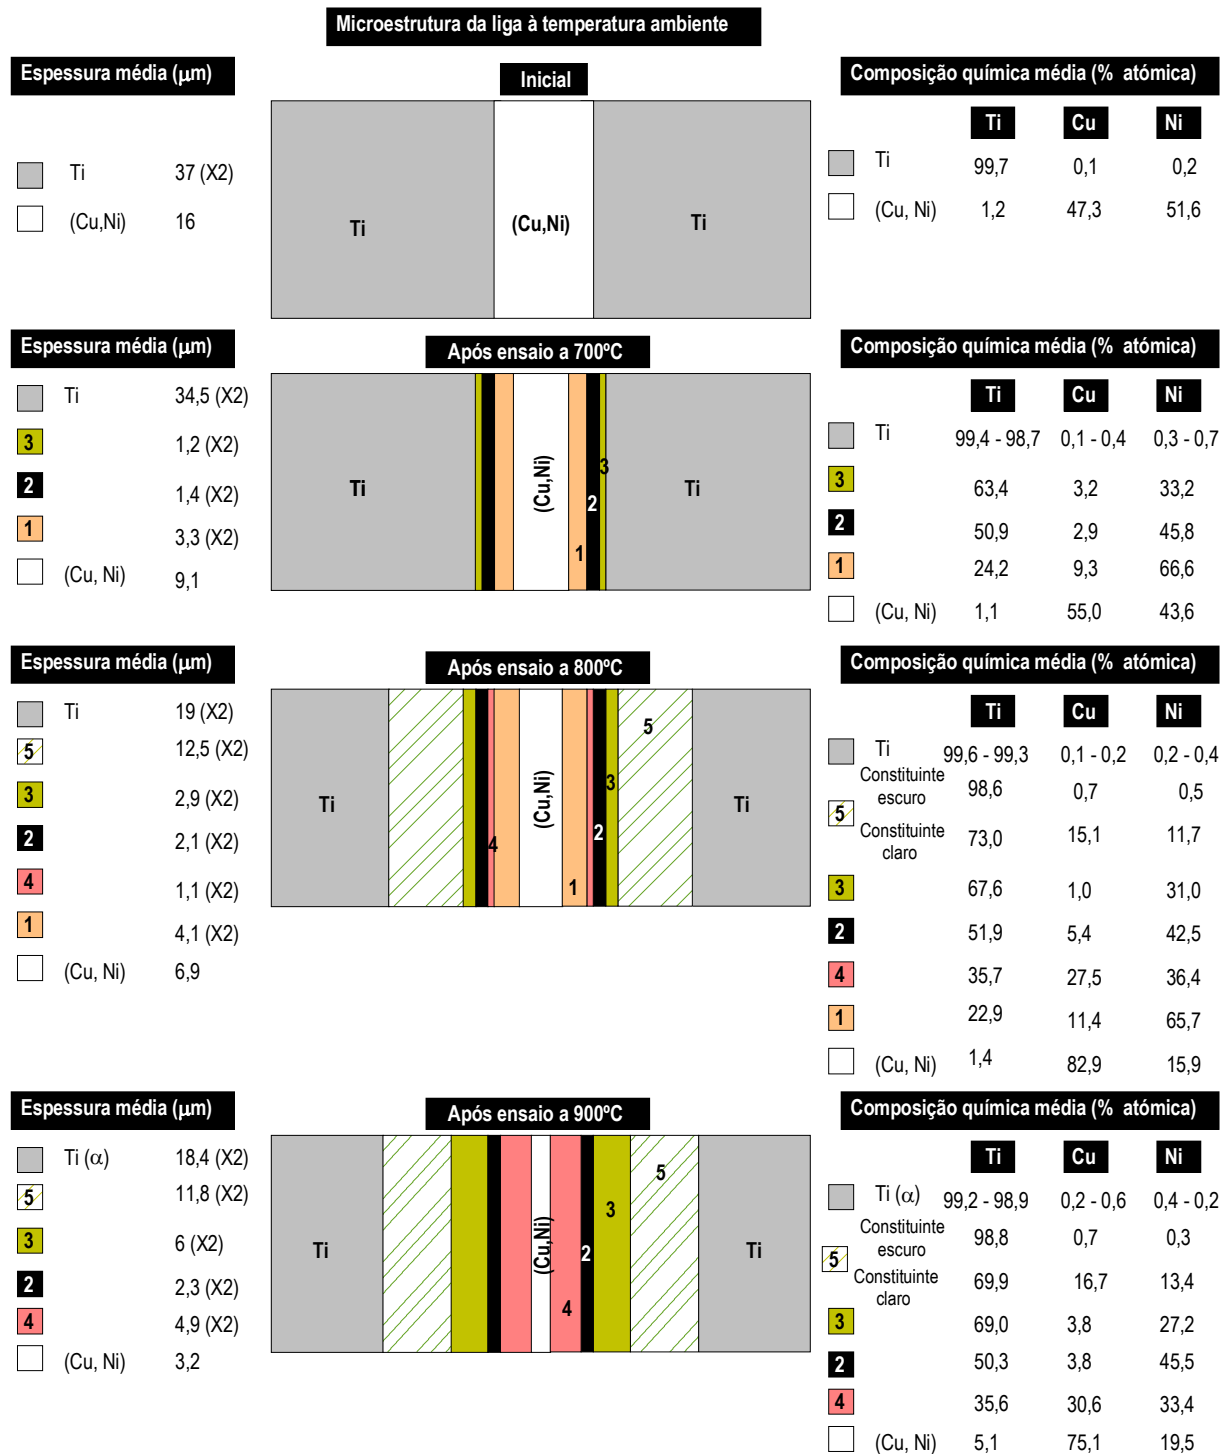 Microestrutura da liga à temperatura ambiente
Espessura média (μm)
Inicial
Composição química média (% atómica)
Ti Cu Ni
Ti 37 (X2)
(Cu,Ni) 16
Ti (Cu,Ni) Ti
Ti 99,7 0,1 0,2
(Cu, Ni) 1,2 47,3 51,6
Espessura média (μm)
Após ensaio a 700ºC
Composição química média (% atómica)
Ti Cu Ni
Ti 34,5 (X2)
3 1,2 (X2)
2 1,4 (X2)
1 3,3 (X2)
(Cu, Ni) 9,1
Ti (Cu,Ni) 1 2 3 Ti
Ti 99,4 - 98,7 0,1 - 0,4 0,3 - 0,7
3 63,4 3,2 33,2
2 50,9 2,9 45,8
1 24,2 9,3 66,6
(Cu, Ni) 1,1 55,0 43,6
Espessura média (μm)
Após ensaio a 800ºC
Composição química média (% atómica)
Ti Cu Ni
Ti 19 (X2)
5 12,5 (X2)
3 2,9 (X2)
2 2,1 (X2)
4 1,1 (X2)
1 4,1 (X2)
(Cu, Ni) 6,9
Ti 4 (Cu,Ni) 1 2 3 5 Ti
Ti 99,6 - 99,3 0,1 - 0,2 0,2 - 0,4
Constituinte
escuro 98,6 0,7 0,5
5
Constituinte
claro 73,0 15,1 11,7
3 67,6 1,0 31,0
2 51,9 5,4 42,5
4 35,7 27,5 36,4
1 22,9 11,4 65,7
(Cu, Ni) 1,4 82,9 15,9
Espessura média (μm)
Após ensaio a 900ºC
Composição química média (% atómica)
Ti Cu Ni
Ti (α) 18,4 (X2)
5 11,8 (X2)
3 6 (X2)
2 2,3 (X2)
4 4,9 (X2)
(Cu, Ni) 3,2
Ti (Cu,Ni) 4 2 3 5 Ti
Ti (α) 99,2 - 98,9 0,2 - 0,6 0,4 - 0,2
Constituinte
escuro 98,8 0,7 0,3
5
Constituinte
claro 69,9 16,7 13,4
3 69,0 3,8 27,2
2 50,3 3,8 45,5
4 35,6 30,6 33,4
(Cu, Ni) 5,1 75,1 19,5